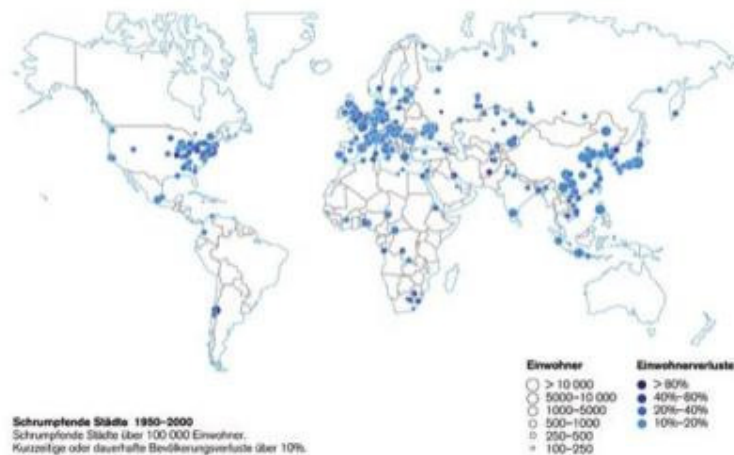 Einwohner
> 10 000
5000–10 000
1000–5000
500–1000
250–500
100–250
Einwohnerverluste
> 80%
40%–60%
20%–40%
10%–20%
Schrumpfende Städte 1950–2000
Schrumpfende Städte über 100 000 Einwohner.
Kurzzeitige oder dauerhafte Bevölkerungsverluste über 10%.